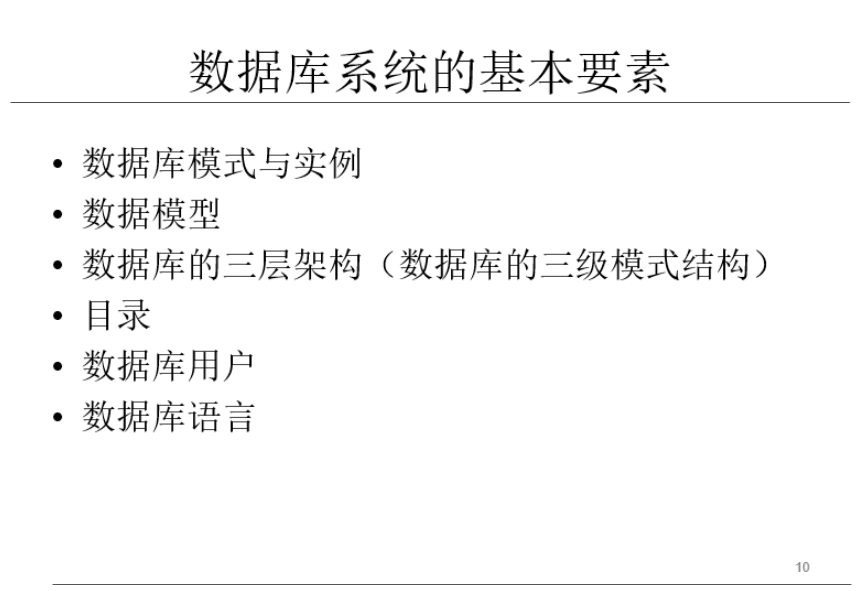 数据库系统的基本要素
• 数据库模式与实例
• 数据模型
• 数据库的三层架构（数据库的三级模式结构）
• 目录
• 数据库用户
• 数据库语言
10